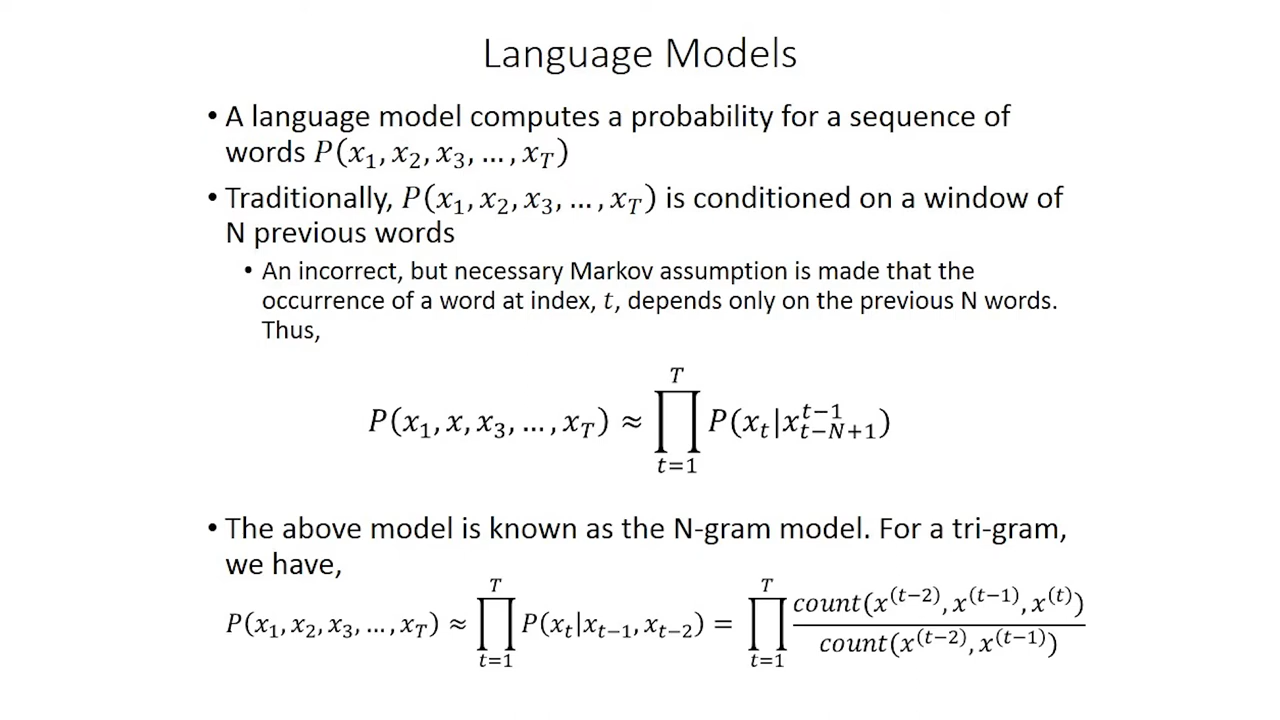 Language Models
• A language model computes a probability for a sequence of
words P(x₁, x₂, x₃, …, x_T)
• Traditionally, P(x₁, x₂, x₃, …, x_T) is conditioned on a window of
N previous words
• An incorrect, but necessary Markov assumption is made that the
occurrence of a word at index, t, depends only on the previous N words.
Thus,
P(x₁, x, x₃, …, x_T) ≈ ∏_{t=1}^{T} P(x_t|x_{t−N+1}^{t−1})
• The above model is known as the N-gram model. For a tri-gram,
we have,
P(x₁, x₂, x₃, …, x_T) ≈ ∏_{t=1}^{T} P(x_t|x_{t−1}, x_{t−2}) = ∏_{t=1}^{T} count(x^{(t−2)}, x^{(t−1)}, x^{(t)}) / count(x^{(t−2)}, x^{(t−1)})